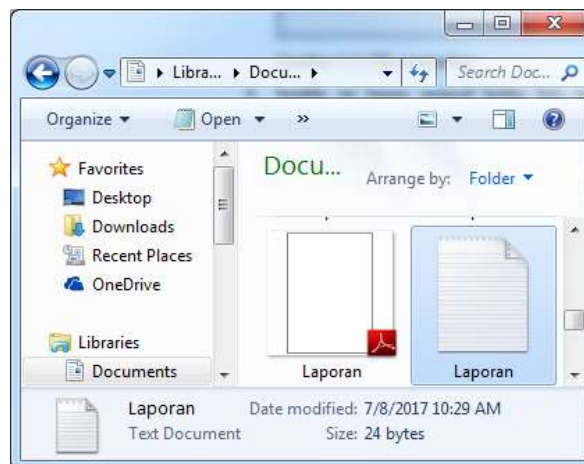 Libra... Docu...
Search Doc...
Organize Open »
Favorites
Desktop
Downloads
Recent Places
OneDrive
Libraries
Documents
Docu...
Arrange by: Folder
Laporan
Laporan
Laporan
Date modified: 7/8/2017 10:29 AM
Text Document
Size: 24 bytes